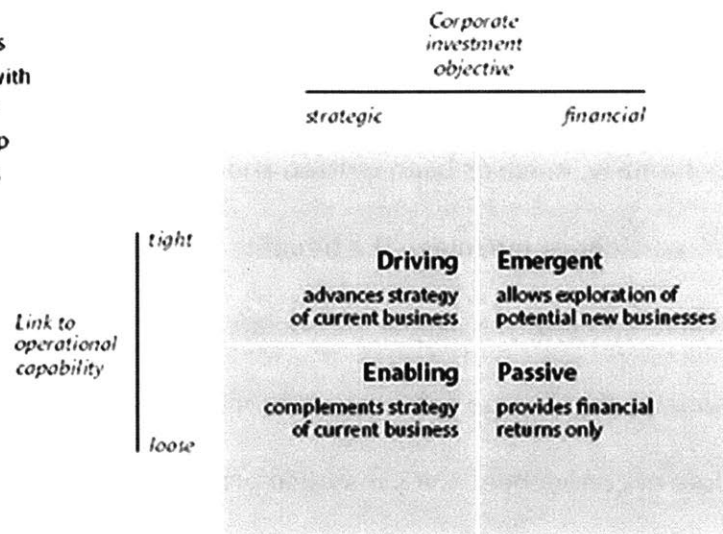 Corporate
investment
objective
strategic financial
s
with
p
tight
Link to
operational
capability
loose
Driving
advances strategy
of current business
Emergent
allows exploration of
potential new businesses
Enabling
complements strategy
of current business
Passive
provides financial
returns only